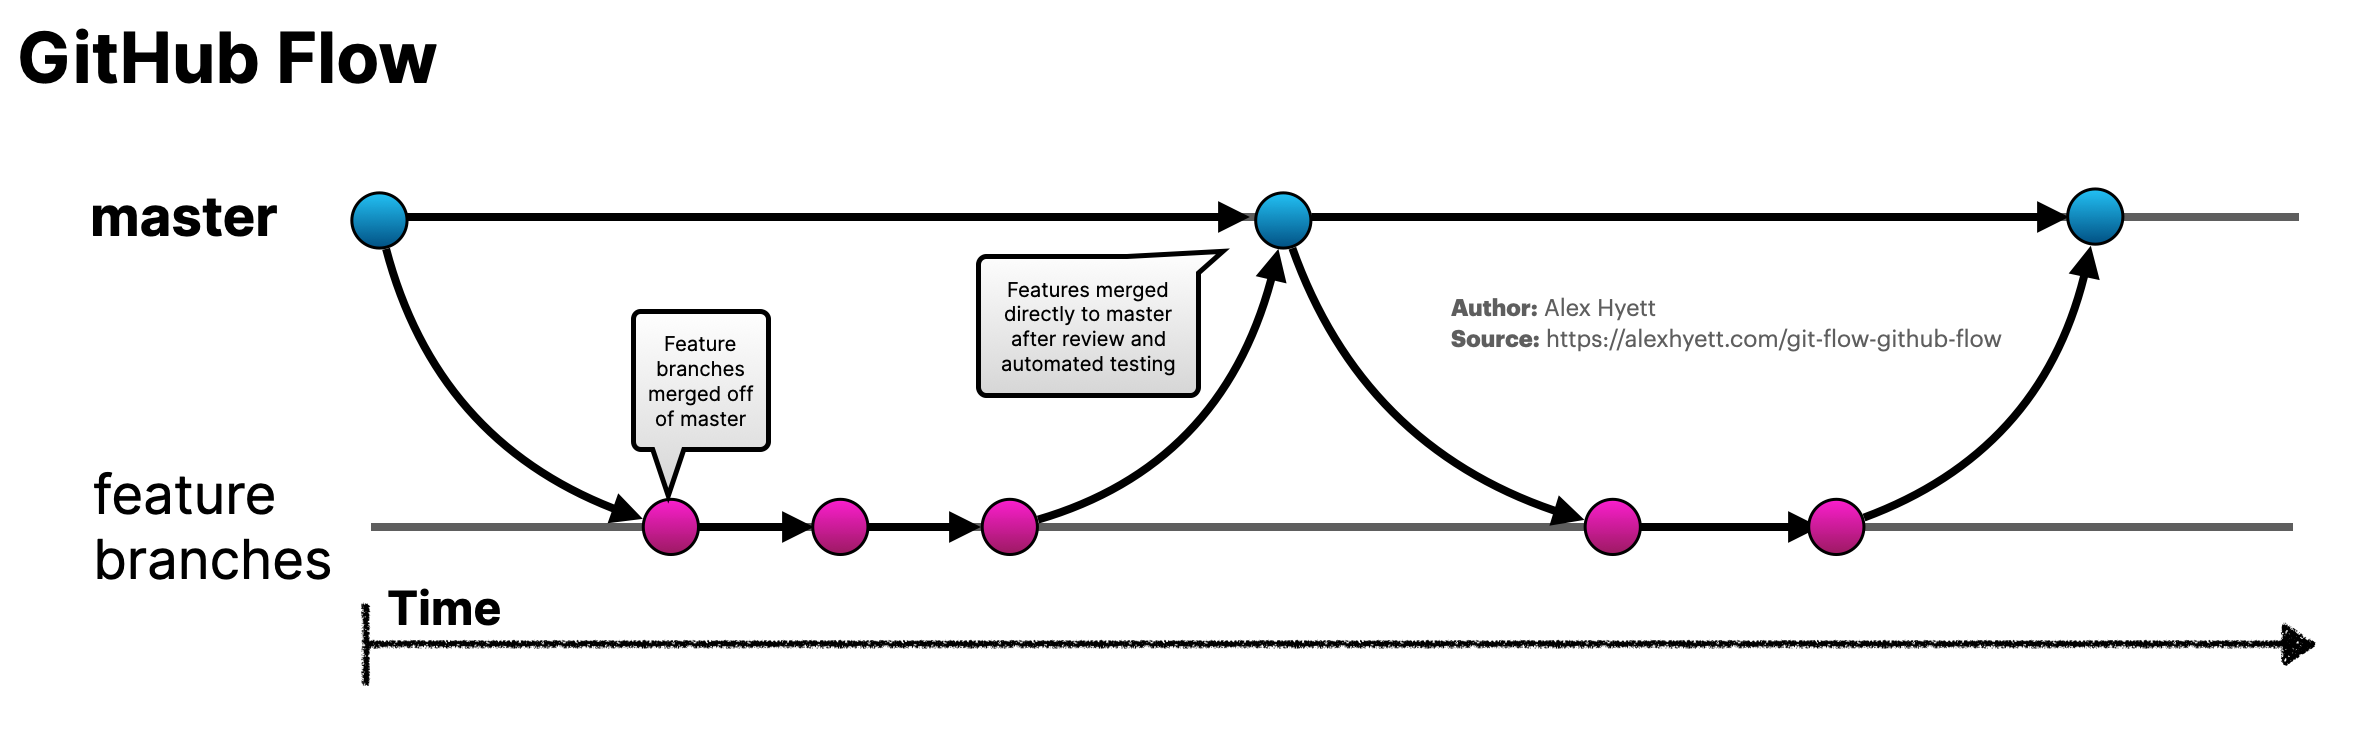 GitHub Flow
master
Feature
branches
merged off
of master
Features merged
directly to master
after review and
automated testing
Author: Alex Hyett
Source: https://alexhyett.com/git-flow-github-flow
feature
branches
Time